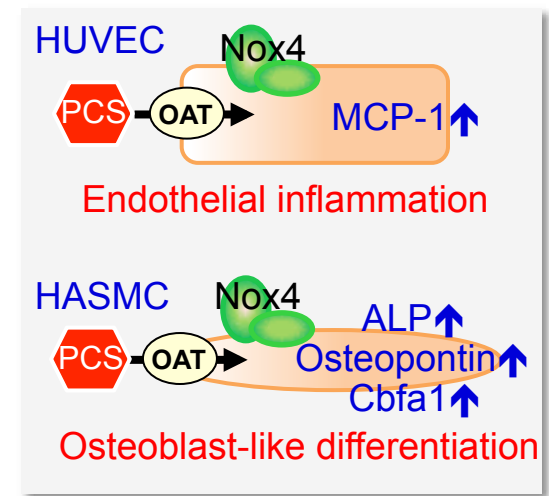 HUVEC
Nox4
PCS OAT MCP-1↑
Endothelial inflammation
HASMC
Nox4
ALP↑
PCS OAT Osteopontin↑
Cbfa1↑
Osteoblast-like differentiation